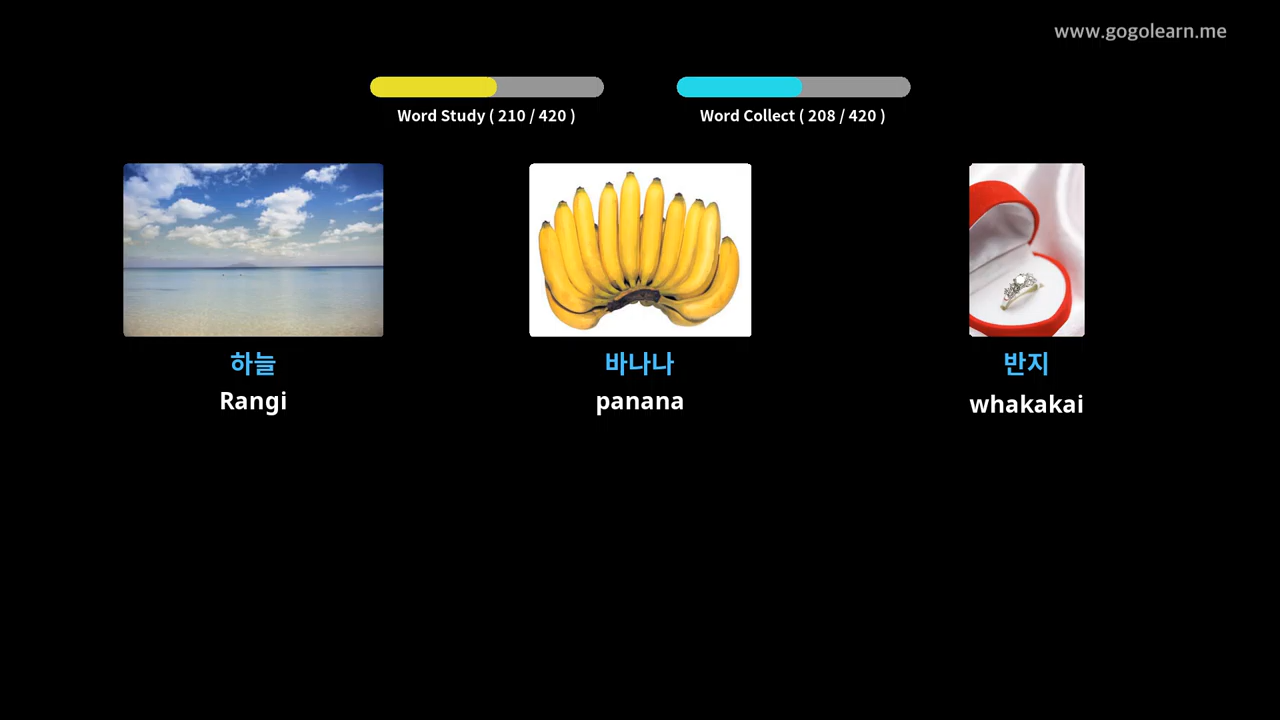 www.gogolearn.me
Word Study ( 210 / 420 )
Word Collect ( 208 / 420 )
하늘
Rangi
바나나
panana
반지
whakakai